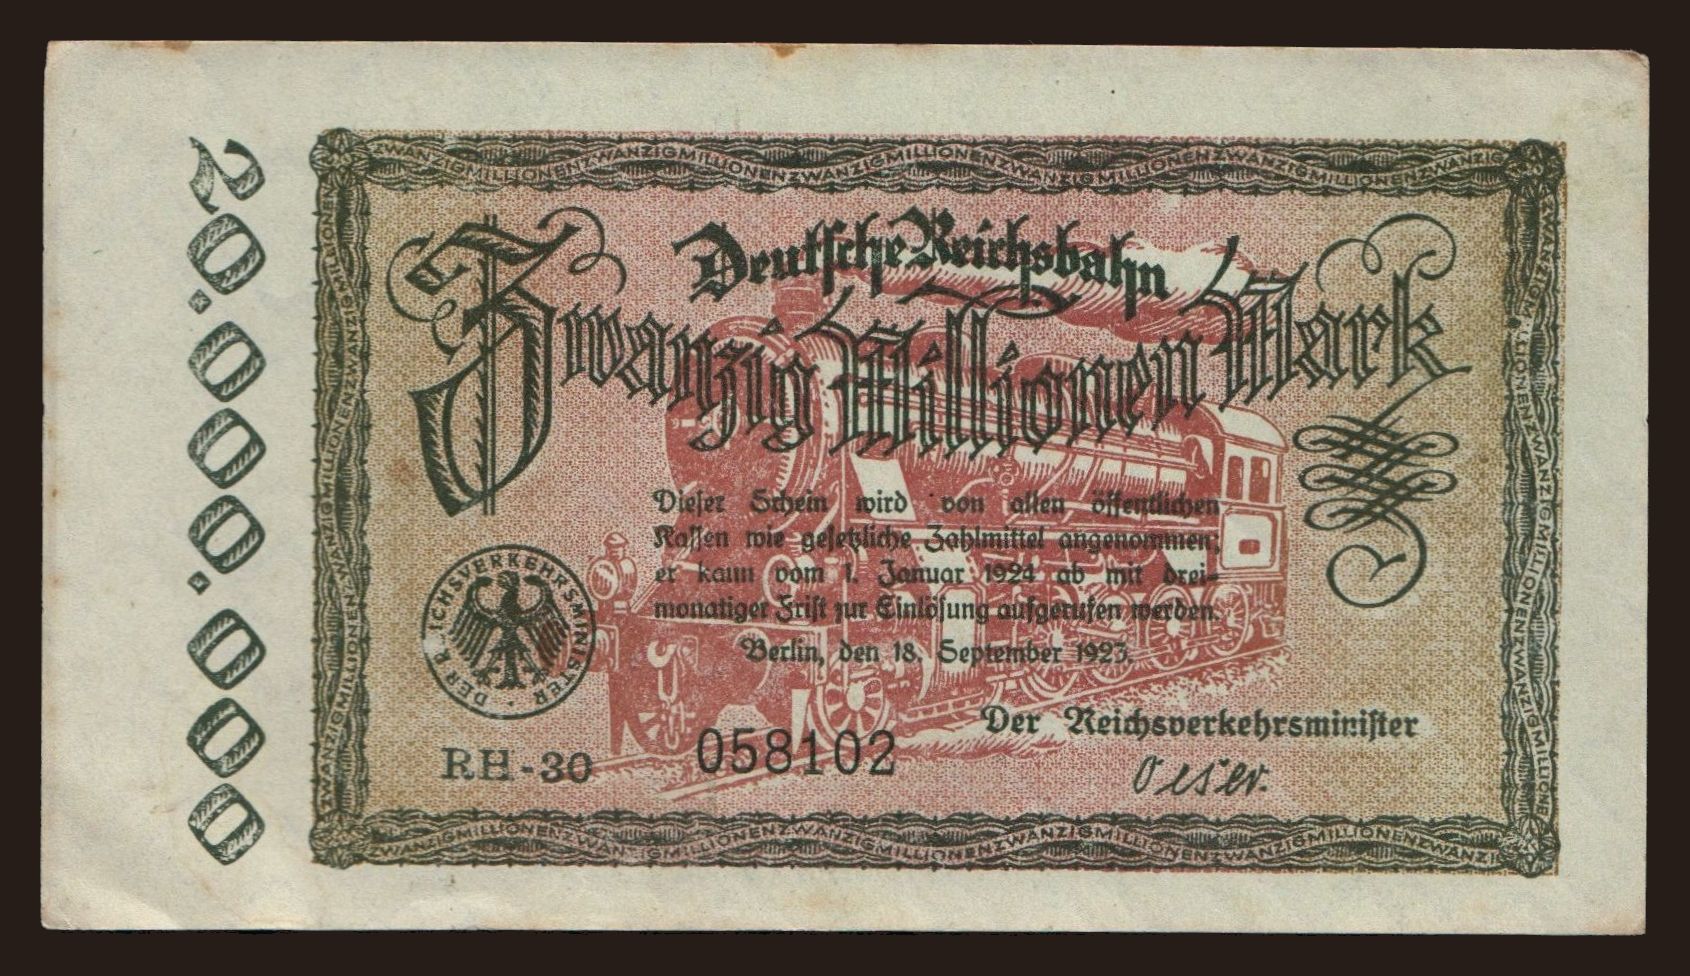 20.000.000
Deutsche Reichsbahn
Zwanzig Millionen Mark
Dieser Schein wird von allen öffentlichen
Kassen wie gesetzliche Zahlmittel angenommen;
er kann vom 1. Januar 1924 ab mit drei-
monatiger Frist zur Einlösung aufgerufen werden.
Berlin, den 18. September 1923.
Der Reichsverkehrsminister
Oeser.
DER REICHSVERKEHRSMINISTER
RH-30
058102
ZWANZIGMILLIONENZWANZIGMILLIONENZWANZIGMILLIONENZWANZIGMILLIONENZWANZIG